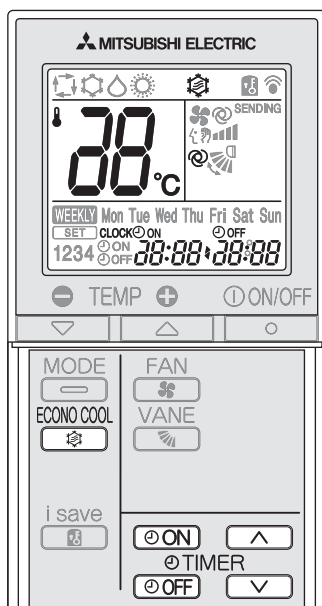 MITSUBISHI ELECTRIC
SENDING
88°C
WEEKLY Mon Tue Wed Thu Fri Sat Sun
SET CLOCK ON OFF
1234 ON OFF 88:88 88:88
TEMP ON/OFF
MODE FAN
ECONO COOL VANE
i save
ON
TIMER
OFF